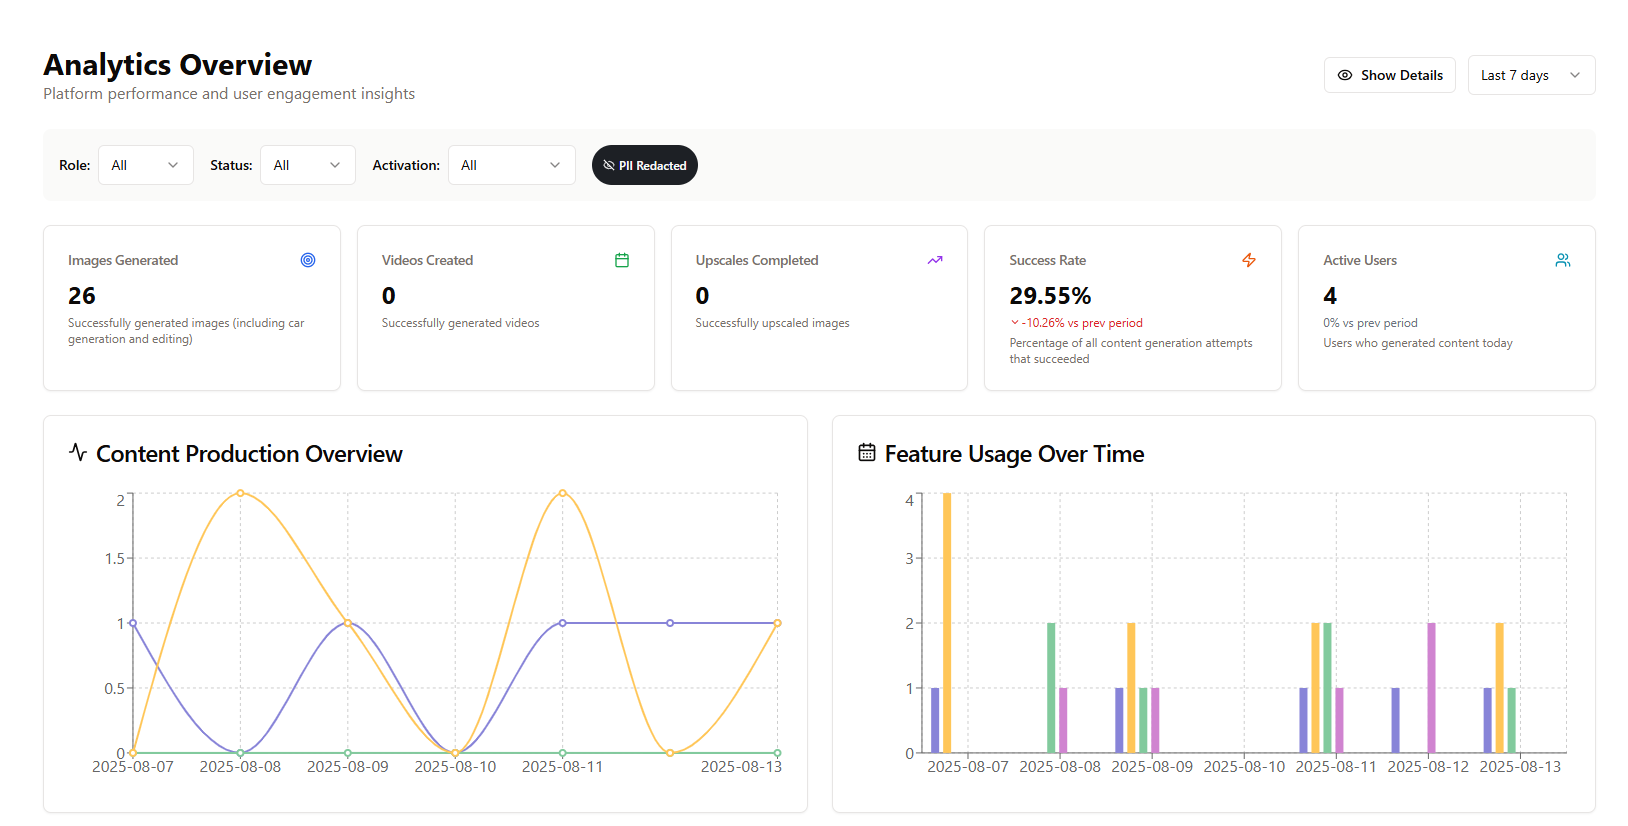 Analytics Overview
Platform performance and user engagement insights
Show Details
Last 7 days
Role:
All
Status:
All
Activation:
All
PII Redacted
Images Generated
26
Successfully generated images (including car
generation and editing)
Videos Created
0
Successfully generated videos
Upscales Completed
0
Successfully upscaled images
Success Rate
29.55%
-10.26% vs prev period
Percentage of all content generation attempts
that succeeded
Active Users
4
0% vs prev period
Users who generated content today
Content Production Overview
2
1.5
1
0.5
0
2025-08-07
2025-08-08
2025-08-09
2025-08-10
2025-08-11
2025-08-13
Feature Usage Over Time
4
3
2
1
0
2025-08-07
2025-08-08
2025-08-09
2025-08-10
2025-08-11
2025-08-12
2025-08-13